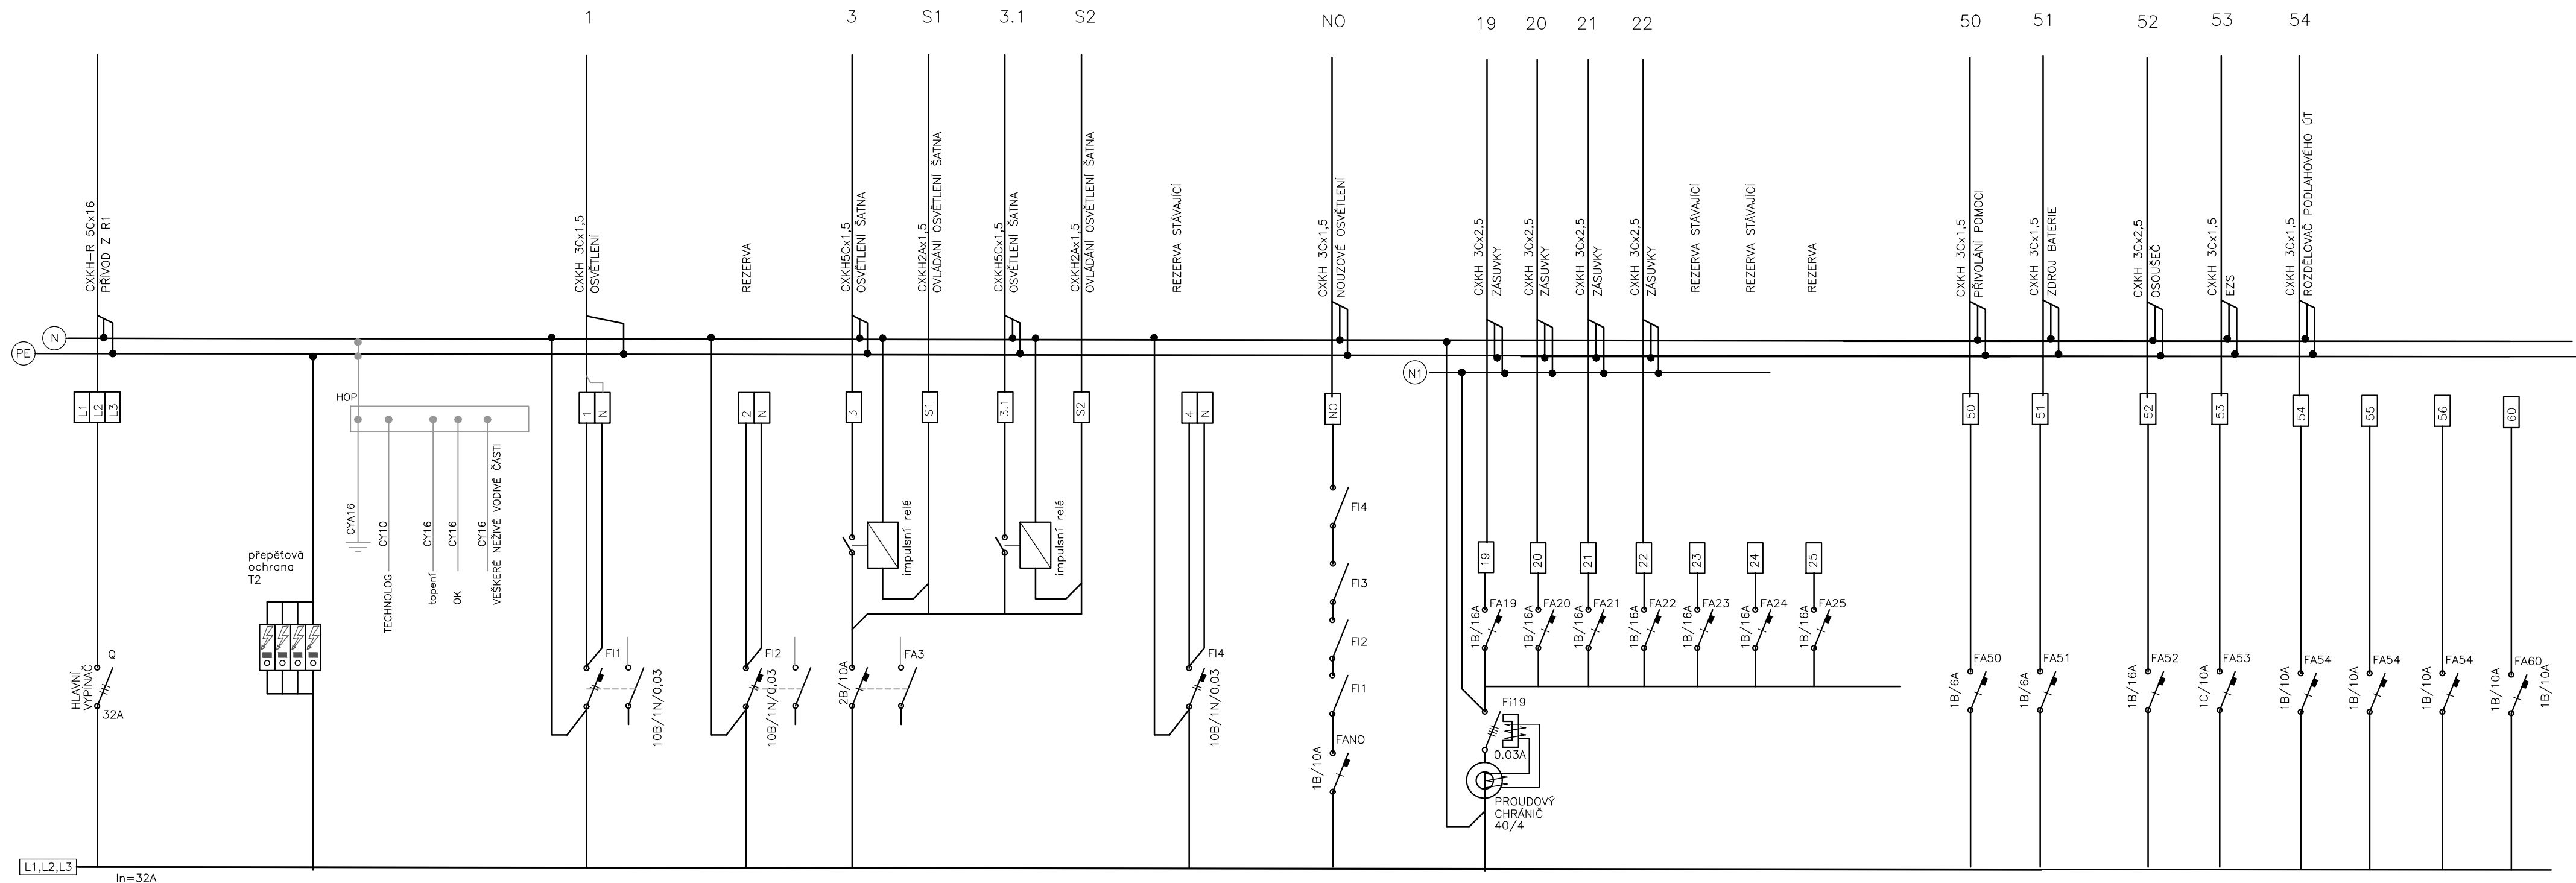 1
3
S1
3.1
S2
NO
19
20
21
22
50
51
52
53
54
CXKH-R 5Cx16
PŘÍVOD Z R1
CXKH 3Cx1,5
OSVĚTLENÍ
REZERVA
CXKH5Cx1,5
OSVĚTLENÍ ŠATNA
CXKH2Ax1,5
OVLÁDÁNÍ OSVĚTLENÍ ŠATNA
CXKH5Cx1,5
OSVĚTLENÍ ŠATNA
CXKH2Ax1,5
OVLÁDÁNÍ OSVĚTLENÍ ŠATNA
REZERVA STÁVAJÍCÍ
CXKH 3Cx1,5
NOUZOVÉ OSVĚTLENÍ
CXKH 3Cx2,5
ZÁSUVKY
CXKH 3Cx2,5
ZÁSUVKY
CXKH 3Cx2,5
ZÁSUVKY
CXKH 3Cx2,5
ZÁSUVKY
REZERVA STÁVAJÍCÍ
REZERVA STÁVAJÍCÍ
REZERVA
CXKH 3Cx1,5
PŘIVOLÁNÍ POMOCI
CXKH 3Cx1,5
ZDROJ BATERIE
CXKH 3Cx2,5
OSOUŠEČ
CXKH 3Cx1,5
EZS
CXKH 3Cx1,5
ROZDĚLOVAČ PODLAHOVÉHO ÚT
N
PE
N1
L1
L2
L3
HOP
1
N
2
N
3
S1
3.1
S2
4
N
NO
50
51
52
53
54
55
56
60
CYA16
CY10
TECHNOLOG
CY16
topení
CY16
OK
CY16
VEŠKERÉ NEŽIVÉ VODIVÉ ČÁSTI
impulsní relé
impulsní relé
přepěťová
ochrana
T2
FI4
FI3
FI2
FI1
FANO
1B/10A
19
20
21
22
23
24
25
FA19
1B/16A
FA20
1B/16A
FA21
1B/16A
FA22
1B/16A
FA23
1B/16A
FA24
1B/16A
FA25
1B/16A
HLAVNÍ
VYPÍNAČ
Q
32A
FI1
10B/1N/0,03
FI2
10B/1N/0,03
2B/10A
FA3
FI4
10B/1N/0,03
Fi19
0.03A
PROUDOVÝ
CHRÁNIČ
40/4
FA50
1B/6A
FA51
1B/6A
FA52
1B/16A
FA53
1C/10A
FA54
1B/10A
FA54
1B/10A
FA54
1B/10A
FA60
1B/10A
1B/10A
L1,L2,L3
In=32A